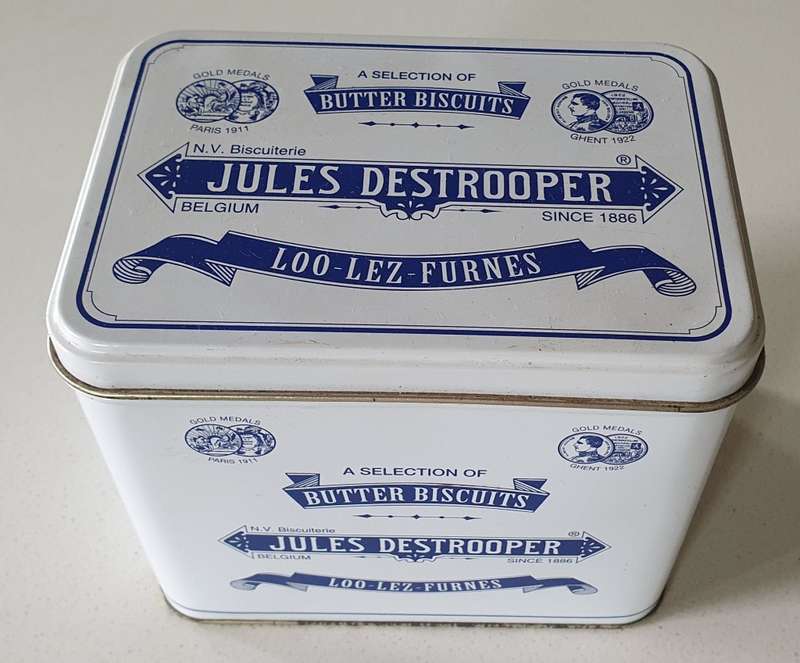 GOLD MEDALS
PARIS 1911
A SELECTION OF
BUTTER BISCUITS
GOLD MEDALS
GHENT 1922
N.V. Biscuiterie
JULES DESTROOPER ®
BELGIUM
SINCE 1886
LOO-LEZ-FURNES
GOLD MEDALS
PARIS 1911
GOLD MEDALS
GHENT 1922
A SELECTION OF
BUTTER BISCUITS
N.V. Biscuiterie
JULES DESTROOPER ®
BELGIUM
SINCE 1886
LOO-LEZ-FURNES